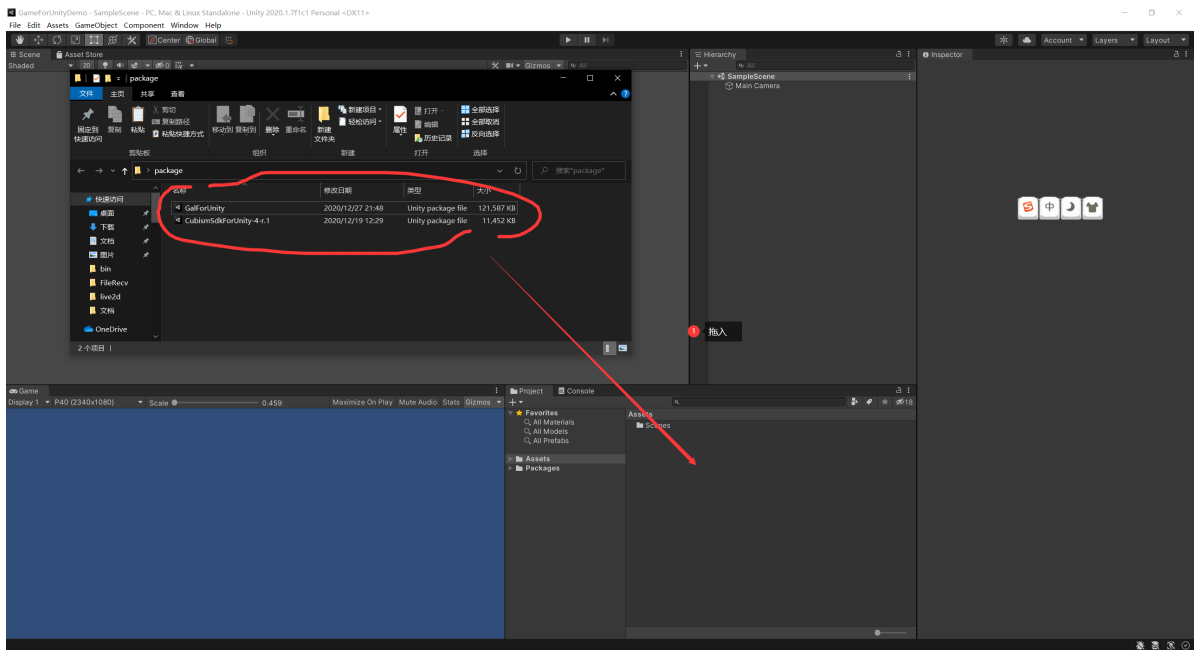 GameForUnityDemo - SampleScene - PC, Mac & Linux Standalone - Unity 2020.1.7f1c1 Personal <DX11>
File Edit Assets GameObject Component Window Help
Center Global
Account Layers Layout
Scene Asset Store
Hierarchy
Inspector
Shaded 2D Gizmos All
All
SampleScene
Main Camera
package
文件 主页 共享 查看
固定到快速访问
复制
粘贴
剪切
复制路径
粘贴快捷方式
移动到 复制到 删除 重命名
新建文件夹
新建项目
轻松访问
属性
打开
编辑
历史记录
全部选择
全部取消
反向选择
剪贴板 组织 新建 打开 选择
package
搜索"package"
名称 修改日期 类型 大小
GalForUnity 2020/12/27 21:48 Unity package file 121,587 KB
CubismSdkForUnity-4-r.1 2020/12/19 12:29 Unity package file 11,452 KB
快速访问
桌面
下载
文档
图片
bin
FileRecv
live2d
文档
OneDrive
2 个项目
1 拖入
中
Game
Display 1 P40 (2340x1080) Scale 0.459: Maximize On Play Mute Audio Stats Gizmos
Project Console
18
Favorites
All Materials
All Models
All Prefabs
Assets
Packages
Assets
Scenes